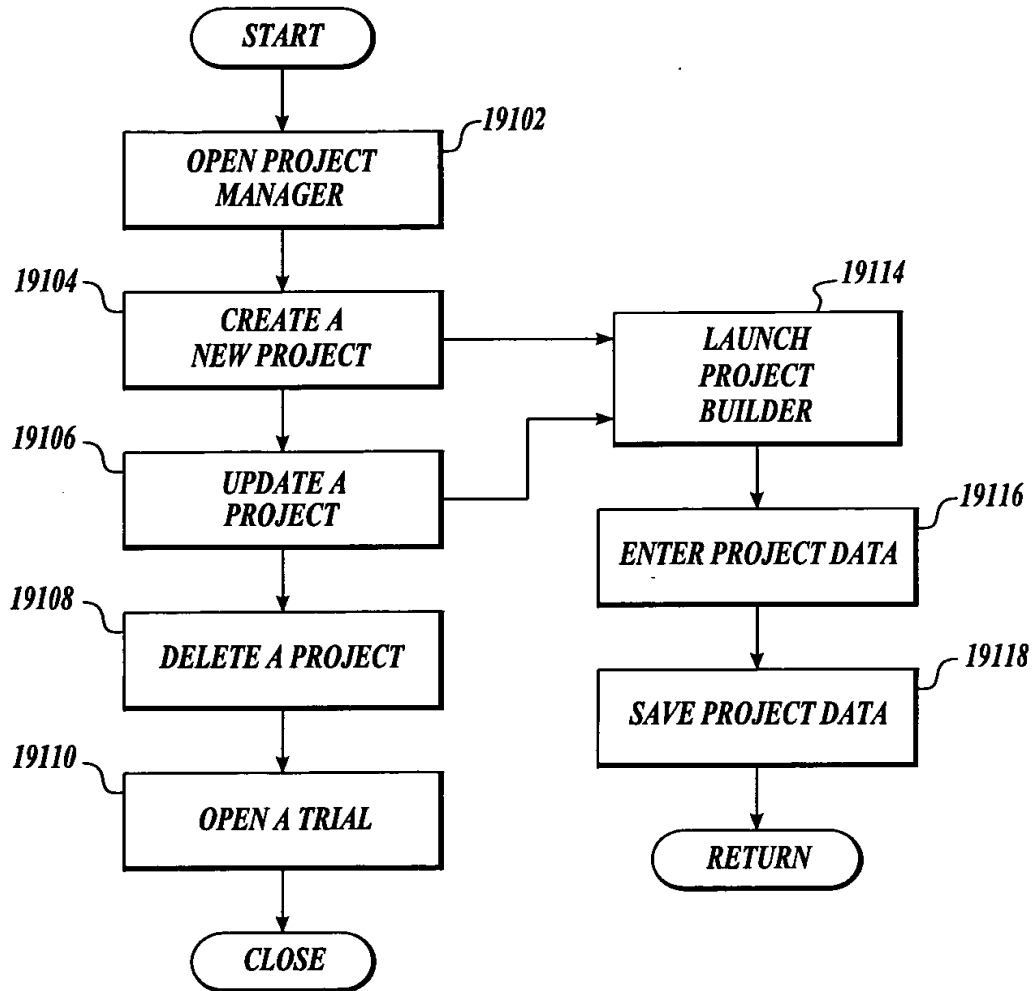 START
19102
OPEN PROJECT
MANAGER
19104
CREATE A
NEW PROJECT
19106
UPDATE A
PROJECT
19108
DELETE A PROJECT
19110
OPEN A TRIAL
CLOSE
19114
LAUNCH
PROJECT
BUILDER
19116
ENTER PROJECT DATA
19118
SAVE PROJECT DATA
RETURN